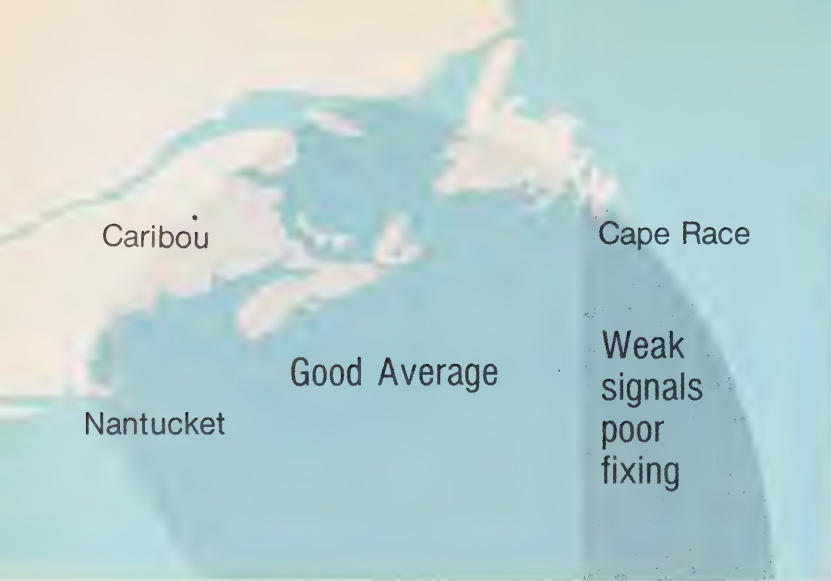 Caribou
Cape Race
Weak
signals
poor
fixing
Good Average
Nantucket